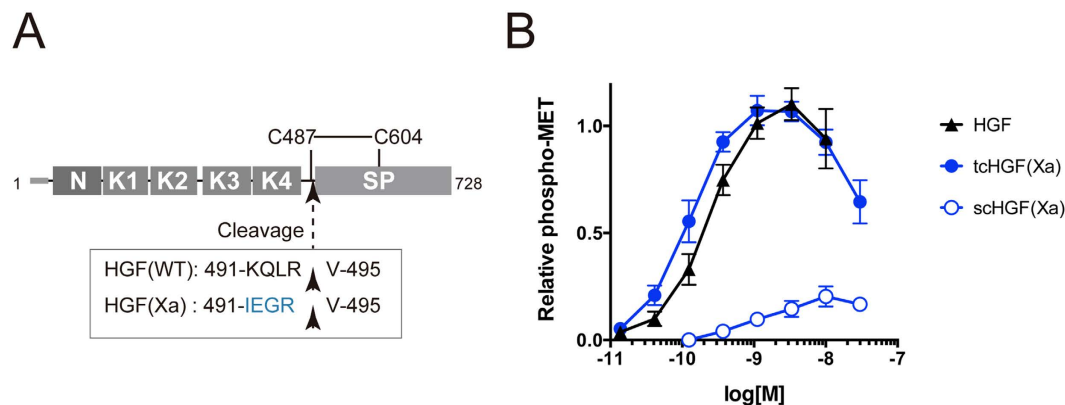 A
C487
C604
1
N
K1
K2
K3
K4
SP
728
Cleavage
HGF(WT): 491-KQLR V-495
HGF(Xa) : 491-IEGR V-495
B
Relative phospho-MET
1.0
0.5
0.0
-11
-10
-9
-8
-7
log[M]
HGF
tcHGF(Xa)
scHGF(Xa)